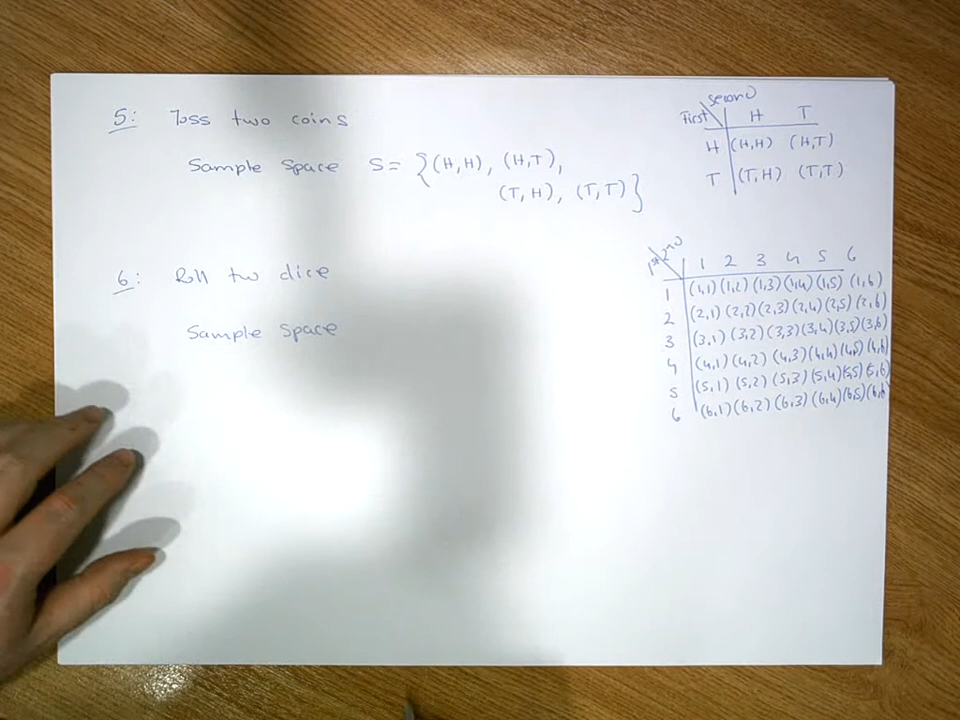 5: Toss two coins
Sample space S = {(H,H), (H,T),
(T,H), (T,T)}
First \ Second H T
H (H,H) (H,T)
T (T,H) (T,T)
6: Roll two dice
Sample space
1st \ 2nd 1 2 3 4 5 6
1 (1,1) (1,2) (1,3) (1,4) (1,5) (1,6)
2 (2,1) (2,2) (2,3) (2,4) (2,5) (2,6)
3 (3,1) (3,2) (3,3) (3,4) (3,5) (3,6)
4 (4,1) (4,2) (4,3) (4,4) (4,5) (4,6)
5 (5,1) (5,2) (5,3) (5,4) (5,5) (5,6)
6 (6,1) (6,2) (6,3) (6,4) (6,5) (6,6)